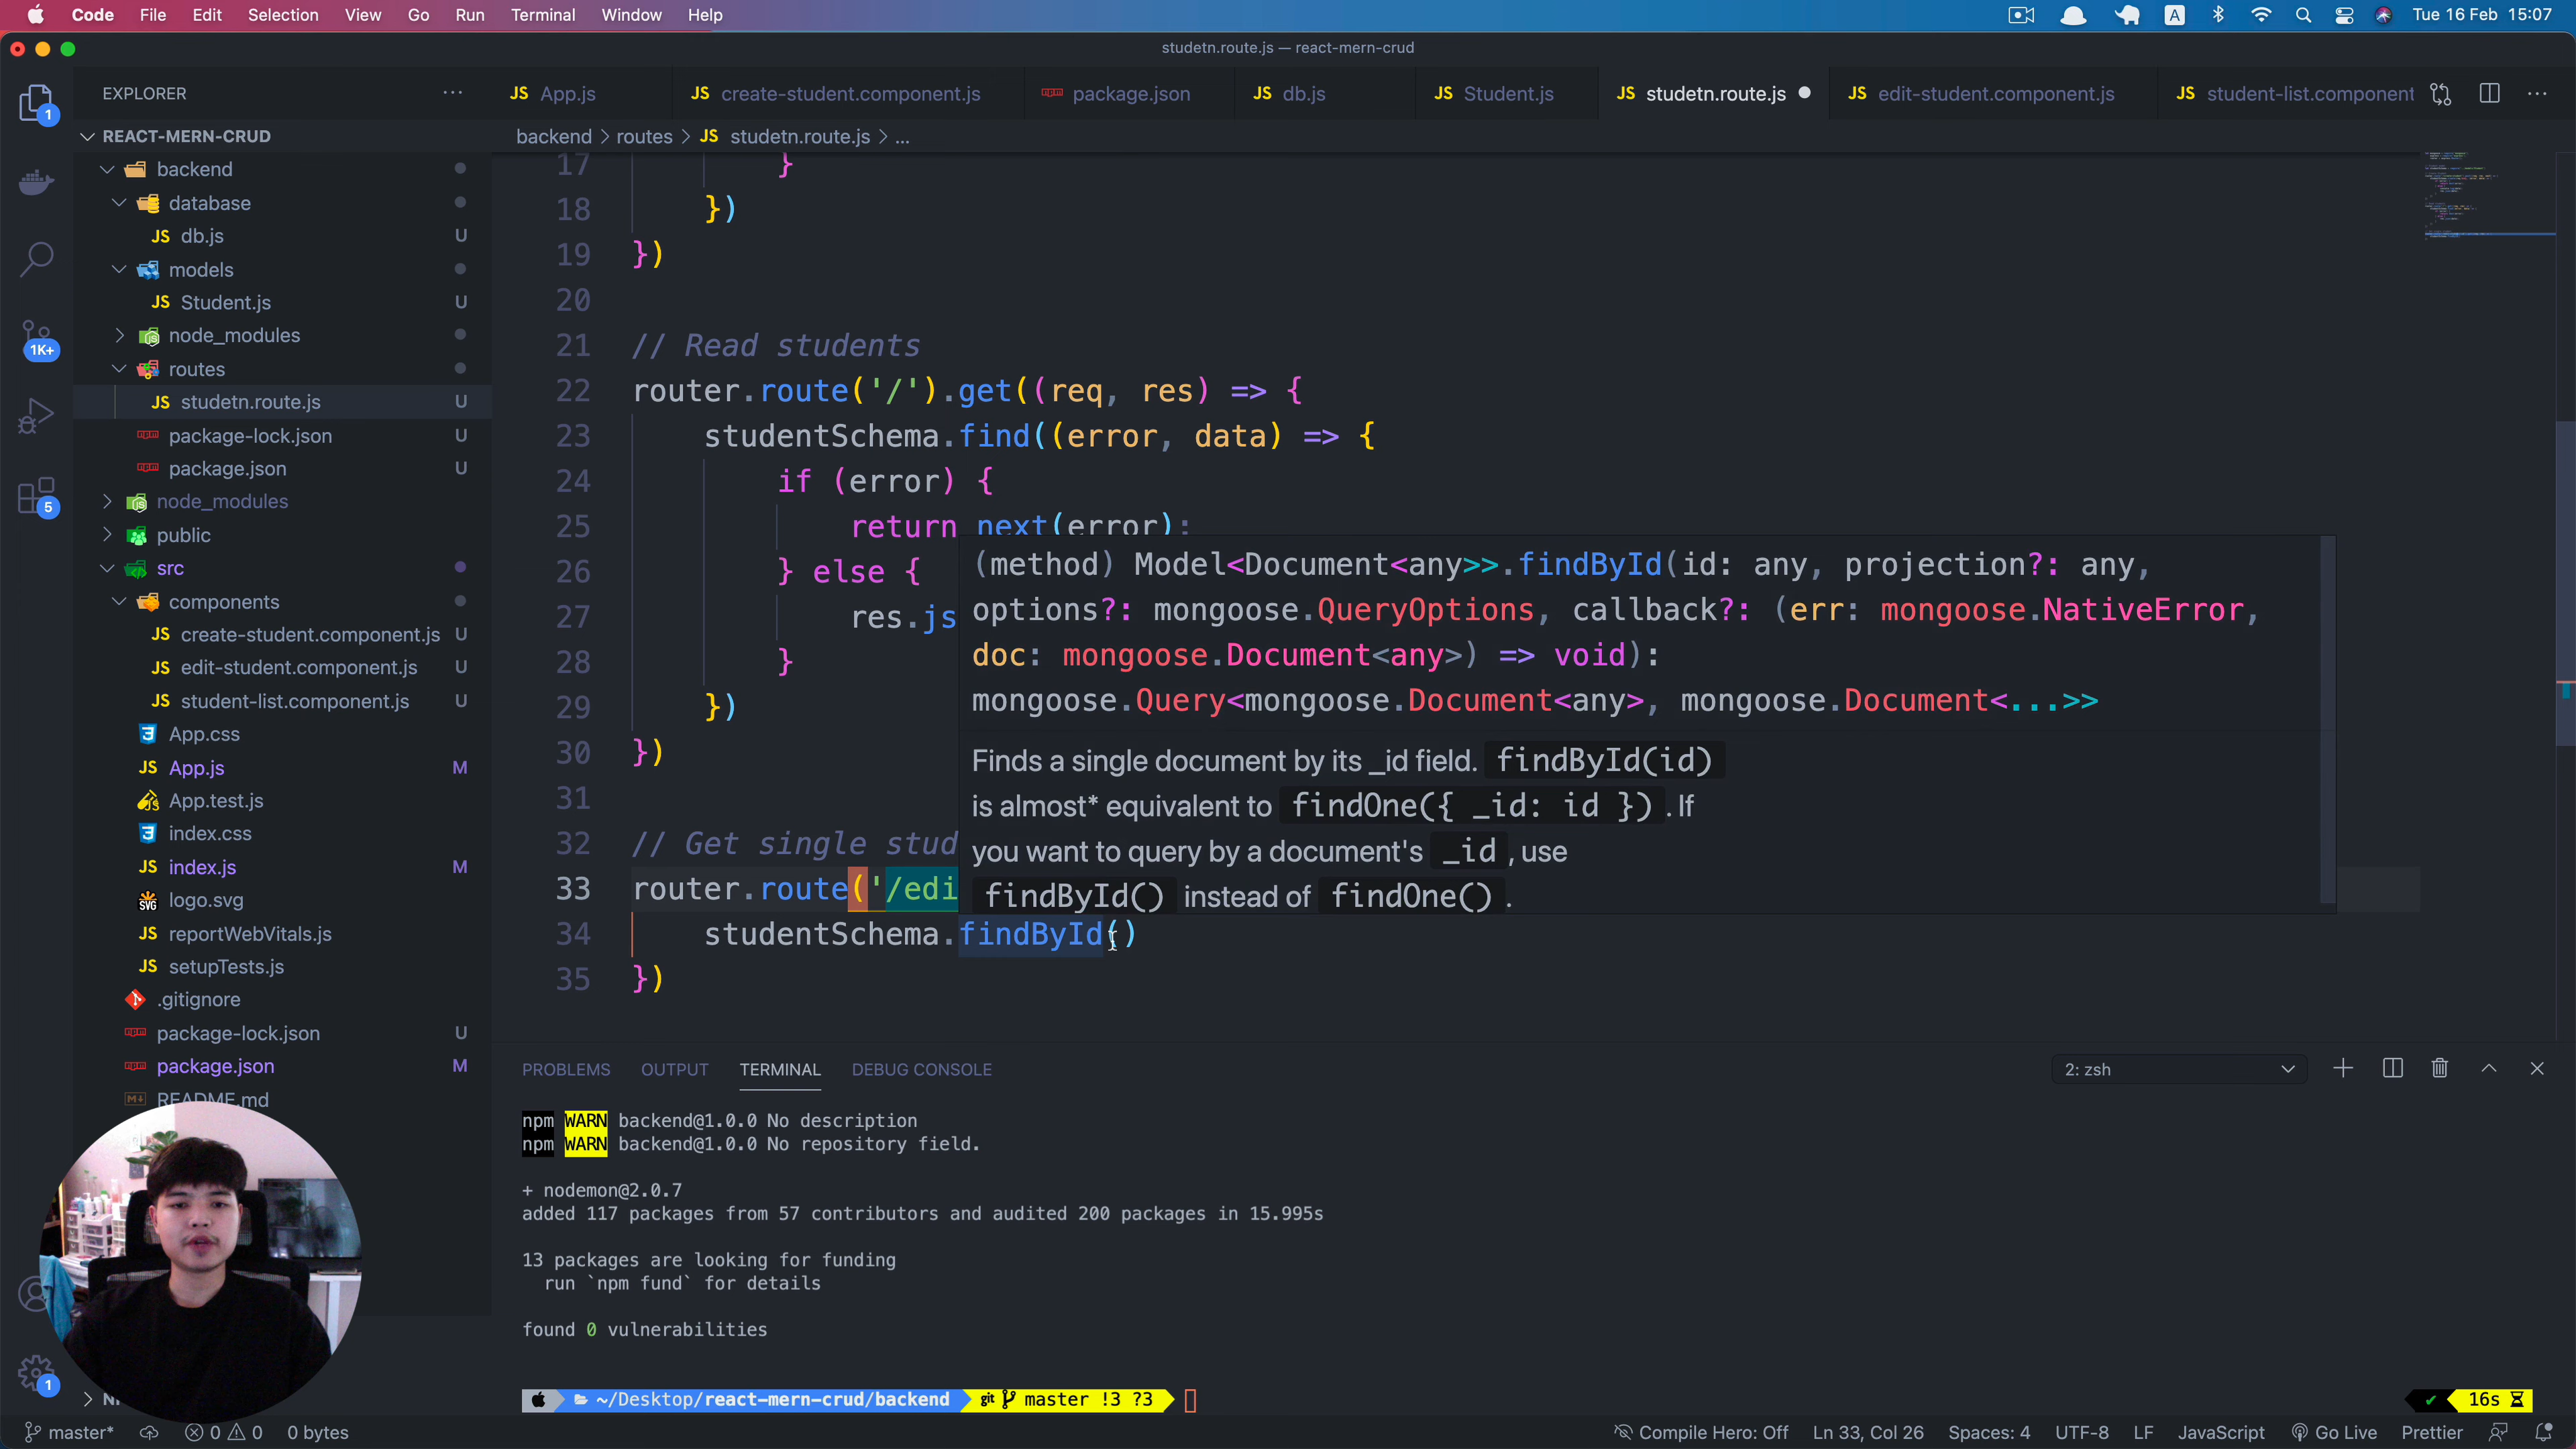 Code File Edit Selection View Go Run Terminal Window Help
A Tue 16 Feb 15:07
studetn.route.js — react-mern-crud
EXPLORER ···
JS App.js JS create-student.component.js package.json JS db.js JS Student.js JS studetn.route.js JS edit-student.component.js JS student-list.component
backend > routes > JS studetn.route.js > ...
REACT-MERN-CRUD
backend
database
JS db.js U
models
JS Student.js U
node_modules
routes
JS studetn.route.js U
package-lock.json U
package.json U
node_modules
public
src
components
JS create-student.component.js U
JS edit-student.component.js U
JS student-list.component.js U
App.css
JS App.js M
App.test.js
index.css
JS index.js M
SVG logo.svg
JS reportWebVitals.js
JS setupTests.js
.gitignore
package-lock.json U
package.json M
README.md
1
1K+
5
1
17 }
18 })
19 })
20
21 // Read students
22 router.route('/').get((req, res) => {
23 studentSchema.find((error, data) => {
24 if (error) {
25 return next(error);
26 } else {
27 res.js
28 }
29 })
30 })
31
32 // Get single stud
33 router.route('/edi
34 studentSchema.findById()
35 })
(method) Model<Document<any>>.findById(id: any, projection?: any,
options?: mongoose.QueryOptions, callback?: (err: mongoose.NativeError,
doc: mongoose.Document<any>) => void):
mongoose.Query<mongoose.Document<any>, mongoose.Document<...>>
Finds a single document by its _id field. findById(id)
is almost* equivalent to findOne({ _id: id }) . If
you want to query by a document's _id , use
findById() instead of findOne() .
PROBLEMS OUTPUT TERMINAL DEBUG CONSOLE 2: zsh
npm WARN backend@1.0.0 No description
npm WARN backend@1.0.0 No repository field.
+ nodemon@2.0.7
added 117 packages from 57 contributors and audited 200 packages in 15.995s
13 packages are looking for funding
run `npm fund` for details
found 0 vulnerabilities
~/Desktop/react-mern-crud/backend git master !3 ?3 ✔ 16s
master* 0 0 0 bytes Compile Hero: Off Ln 33, Col 26 Spaces: 4 UTF-8 LF JavaScript Go Live Prettier